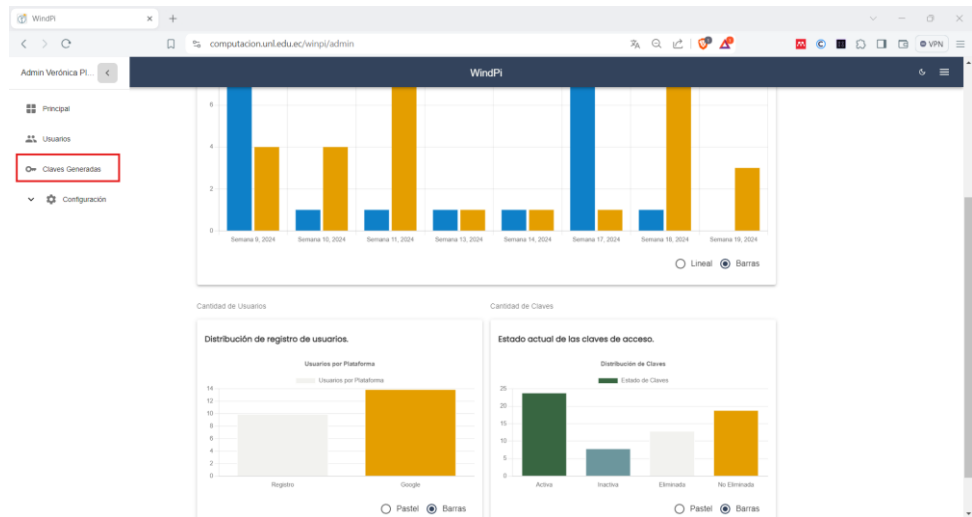 WindPi
computacion.unl.edu.ec/winpi/admin
VPN
Admin Verónica Pl...
WindPi
Principal
Usuarios
Claves Generadas
Configuración
6
4
2
0
Semana 9, 2024 Semana 10, 2024 Semana 11, 2024 Semana 13, 2024 Semana 14, 2024 Semana 17, 2024 Semana 18, 2024 Semana 19, 2024
Lineal Barras
Cantidad de Usuarios
Distribución de registro de usuarios.
Usuarios por Plataforma
Usuarios por Plataforma
14
12
10
8
6
4
2
0
Registro Google
Pastel Barras
Cantidad de Claves
Estado actual de las claves de acceso.
Distribución de Claves
Estado de Claves
25
20
15
10
5
0
Activa Inactiva Eliminada No Eliminada
Pastel Barras